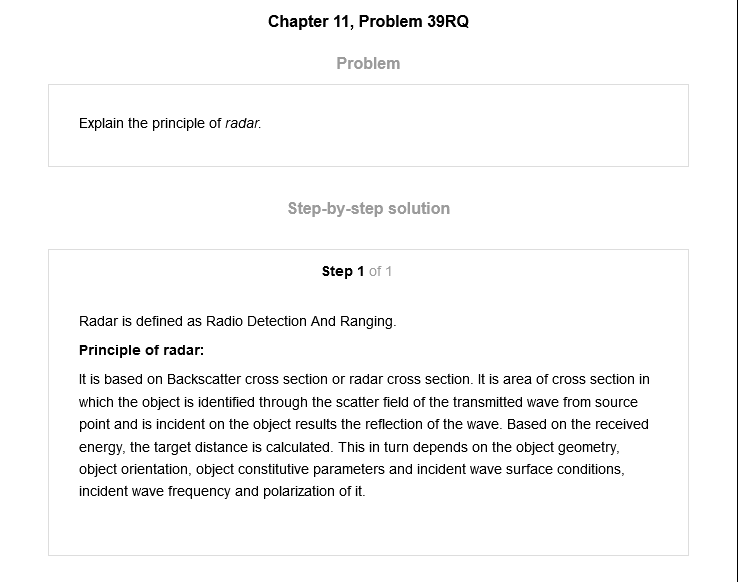 Chapter 11, Problem 39RQ
Problem
Explain the principle of radar.
Step-by-step solution
Step 1 of 1
Radar is defined as Radio Detection And Ranging.
Principle of radar:
It is based on Backscatter cross section or radar cross section. It is area of cross section in
which the object is identified through the scatter field of the transmitted wave from source
point and is incident on the object results the reflection of the wave. Based on the received
energy, the target distance is calculated. This in turn depends on the object geometry,
object orientation, object constitutive parameters and incident wave surface conditions,
incident wave frequency and polarization of it.